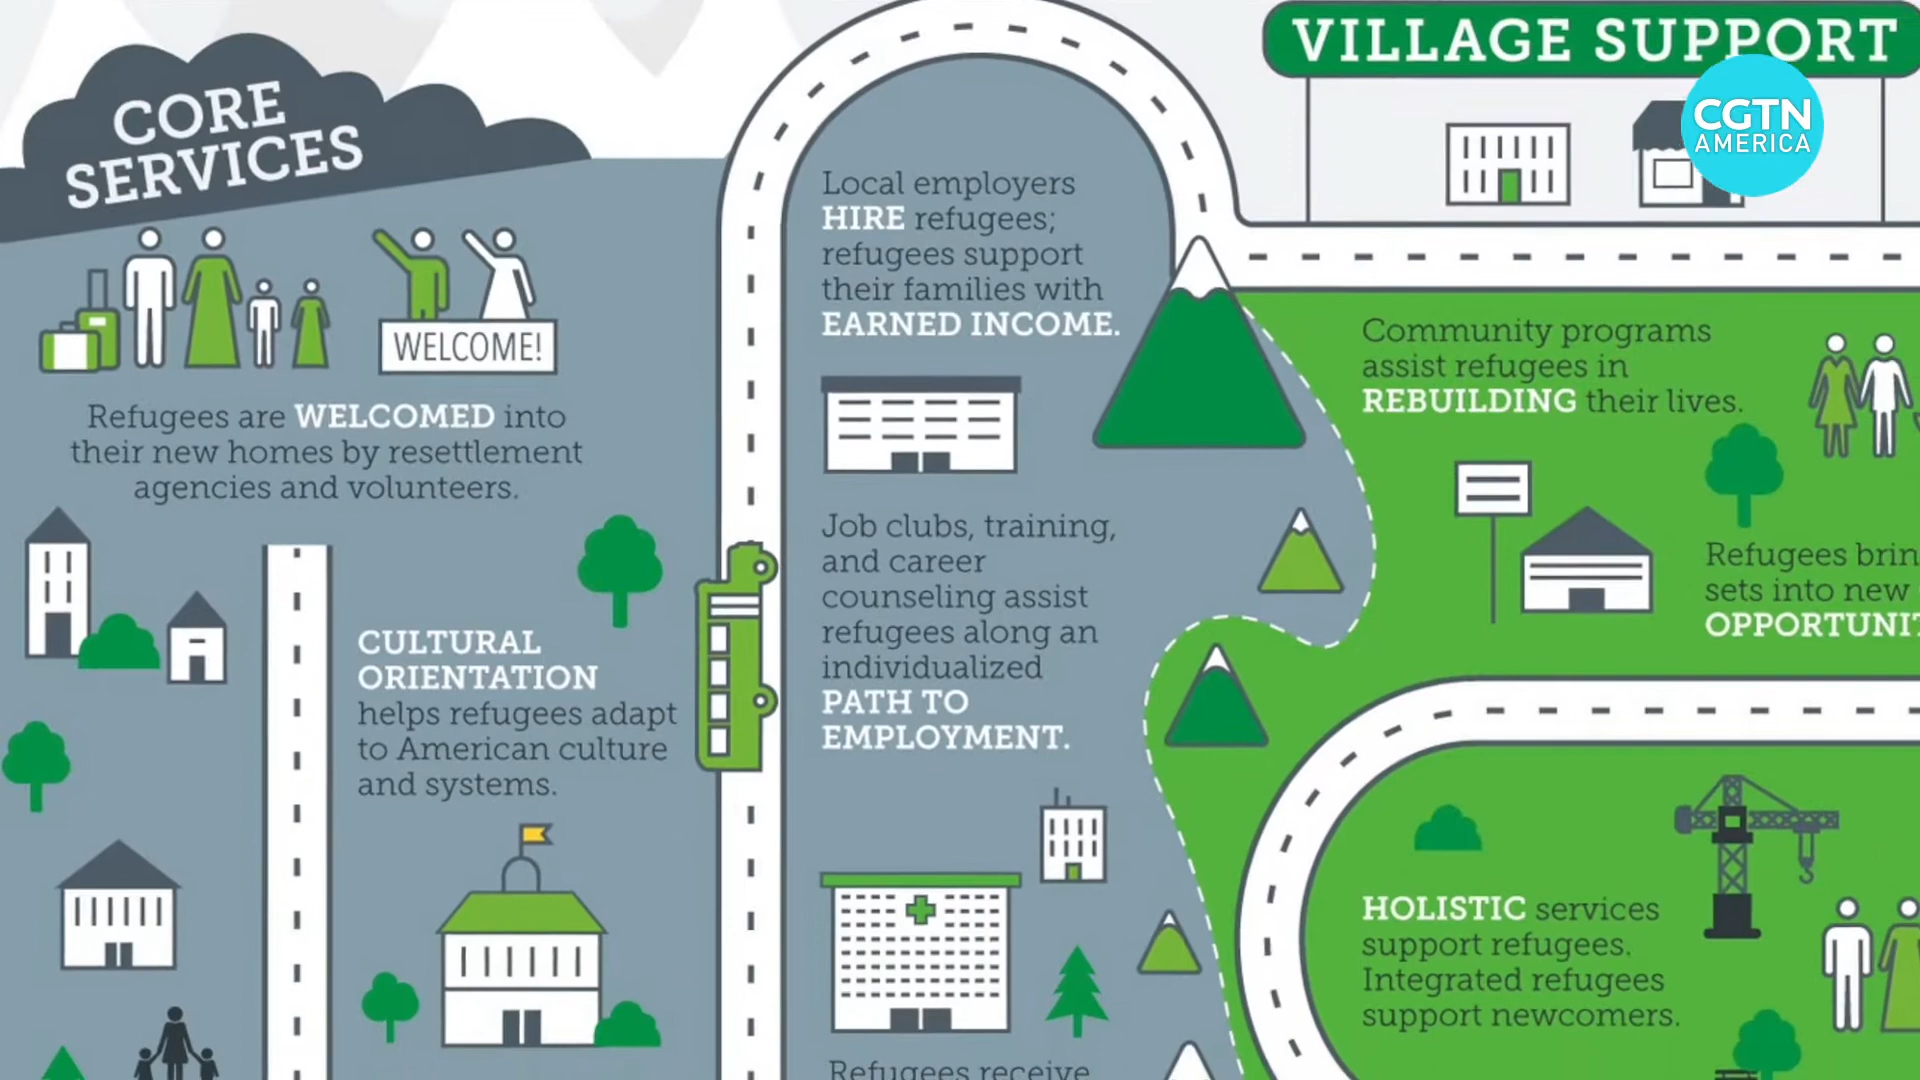 CORE
SERVICES
WELCOME!
Refugees are WELCOMED into
their new homes by resettlement
agencies and volunteers.
CULTURAL
ORIENTATION
helps refugees adapt
to American culture
and systems.
Local employers
HIRE refugees;
refugees support
their families with
EARNED INCOME.
Job clubs, training,
and career
counseling assist
refugees along an
individualized
PATH TO
EMPLOYMENT.
Refugees receive
VILLAGE SUPPORT
CGTN
AMERICA
Community programs
assist refugees in
REBUILDING their lives.
Refugees
sets into new
HOLISTIC services
support refugees.
Integrated refugees
support newcomers.